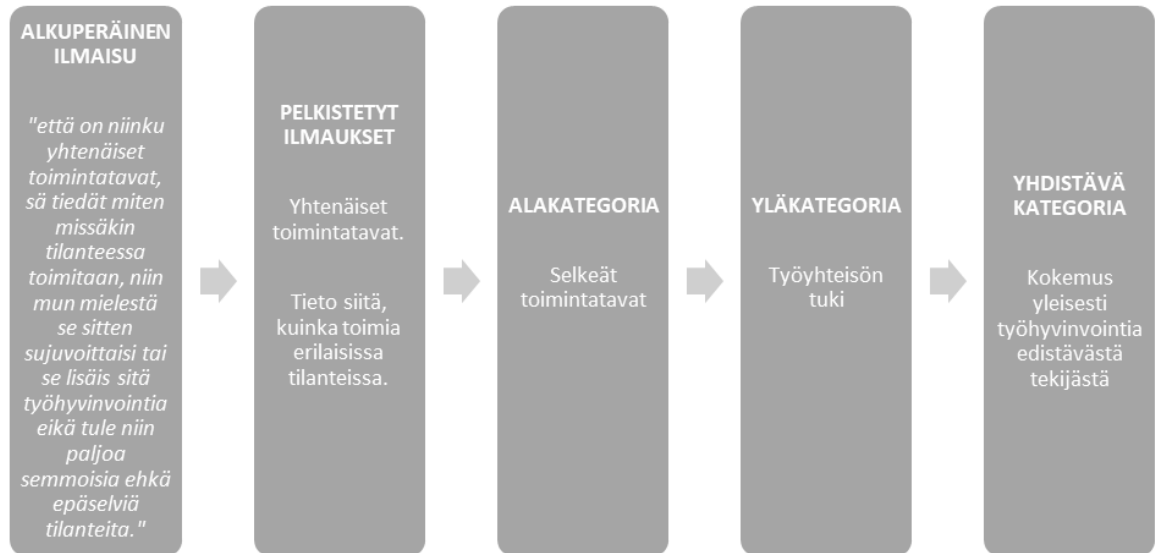 ALKUPERÄINEN
ILMAISU
"että on niinku
yhtenäiset
toimintatavat,
sä tiedät miten
missäkin
tilanteessa
toimitaan, niin
mun mielestä
se sitten
sujuvoittaisi tai
se lisäis sitä
työhyvinvointia
eikä tule niin
paljoa
semmoisia ehkä
epäselviä
tilanteita."
PELKISTETYT
ILMAUKSET
Yhtenäiset
toimintatavat.
Tieto siitä,
kuinka toimia
erilaisissa
tilanteissa.
ALAKATEGORIA
Selkeät
toimintatavat
YLÄKATEGORIA
Työyhteisön
tuki
YHDISTÄVÄ
KATEGORIA
Kokemus
yleisesti
työhyvinvointia
edistävästä
tekijästä